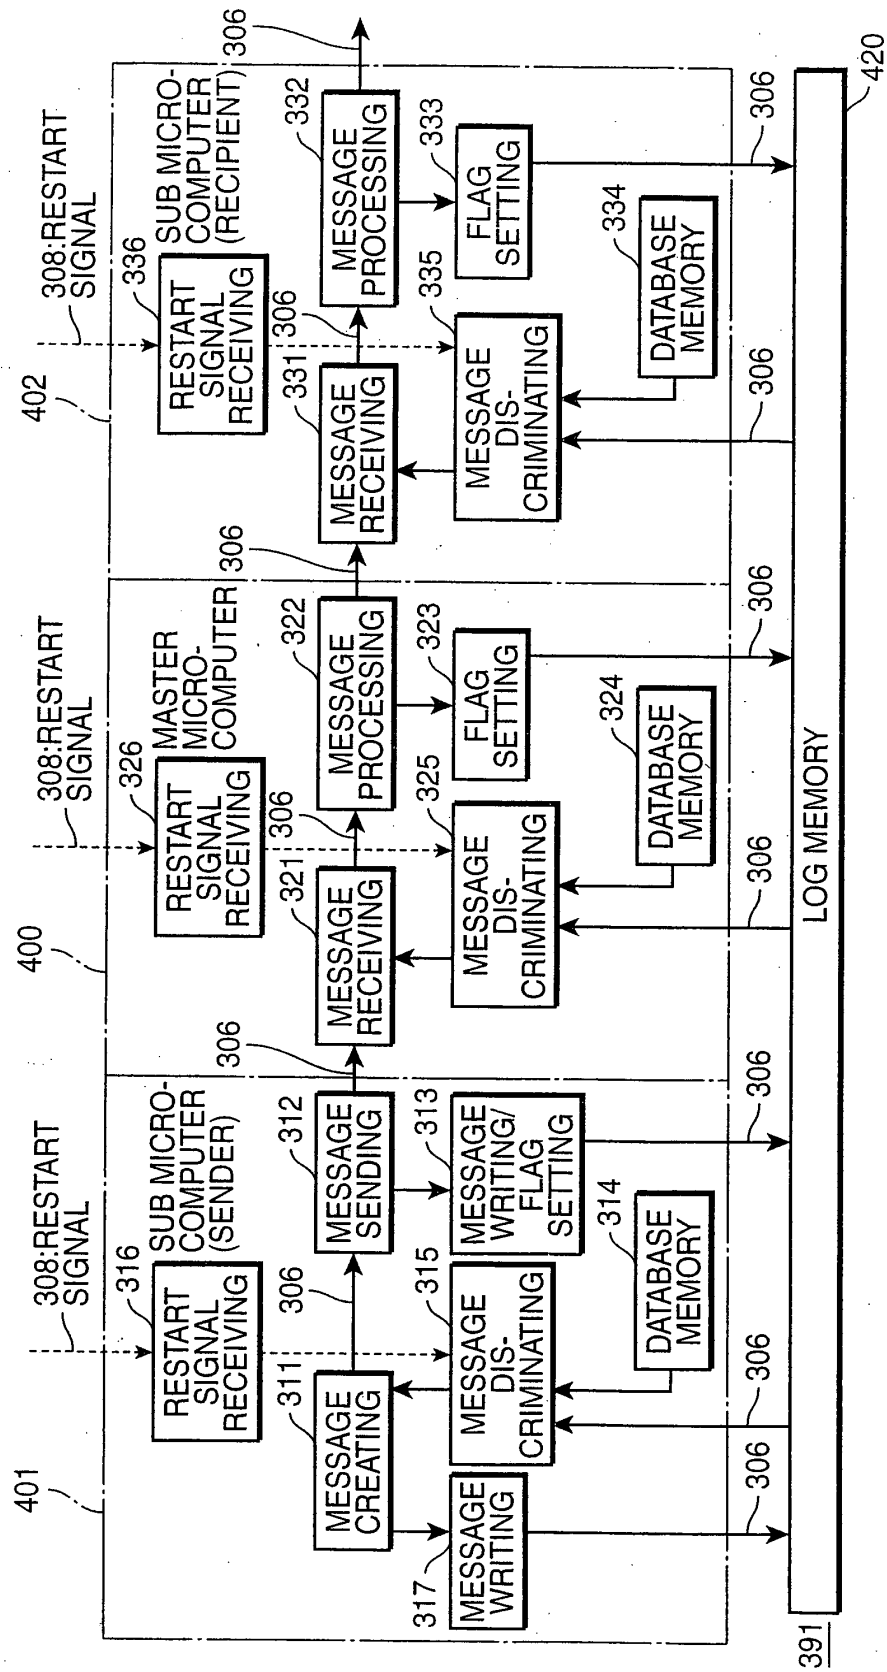 401
308:RESTART
SIGNAL
316
SUB MICRO-
COMPUTER
(SENDER)
RESTART
SIGNAL
RECEIVING
311
MESSAGE
CREATING
306
312
MESSAGE
SENDING
317
MESSAGE
WRITING
315
MESSAGE
DIS-
CRIMINATING
313
MESSAGE
WRITING/
FLAG
SETTING
314
DATABASE
MEMORY
306
306
306
400
308:RESTART
SIGNAL
326
MASTER
MICRO-
COMPUTER
RESTART
SIGNAL
RECEIVING
306
321
MESSAGE
RECEIVING
306
322
MESSAGE
PROCESSING
325
MESSAGE
DIS-
CRIMINATING
323
FLAG
SETTING
324
DATABASE
MEMORY
306
306
402
308:RESTART
SIGNAL
336
SUB MICRO-
COMPUTER
(RECIPIENT)
RESTART
SIGNAL
RECEIVING
306
331
MESSAGE
RECEIVING
306
332
MESSAGE
PROCESSING
306
335
MESSAGE
DIS-
CRIMINATING
333
FLAG
SETTING
334
DATABASE
MEMORY
306
306
LOG MEMORY
420
391